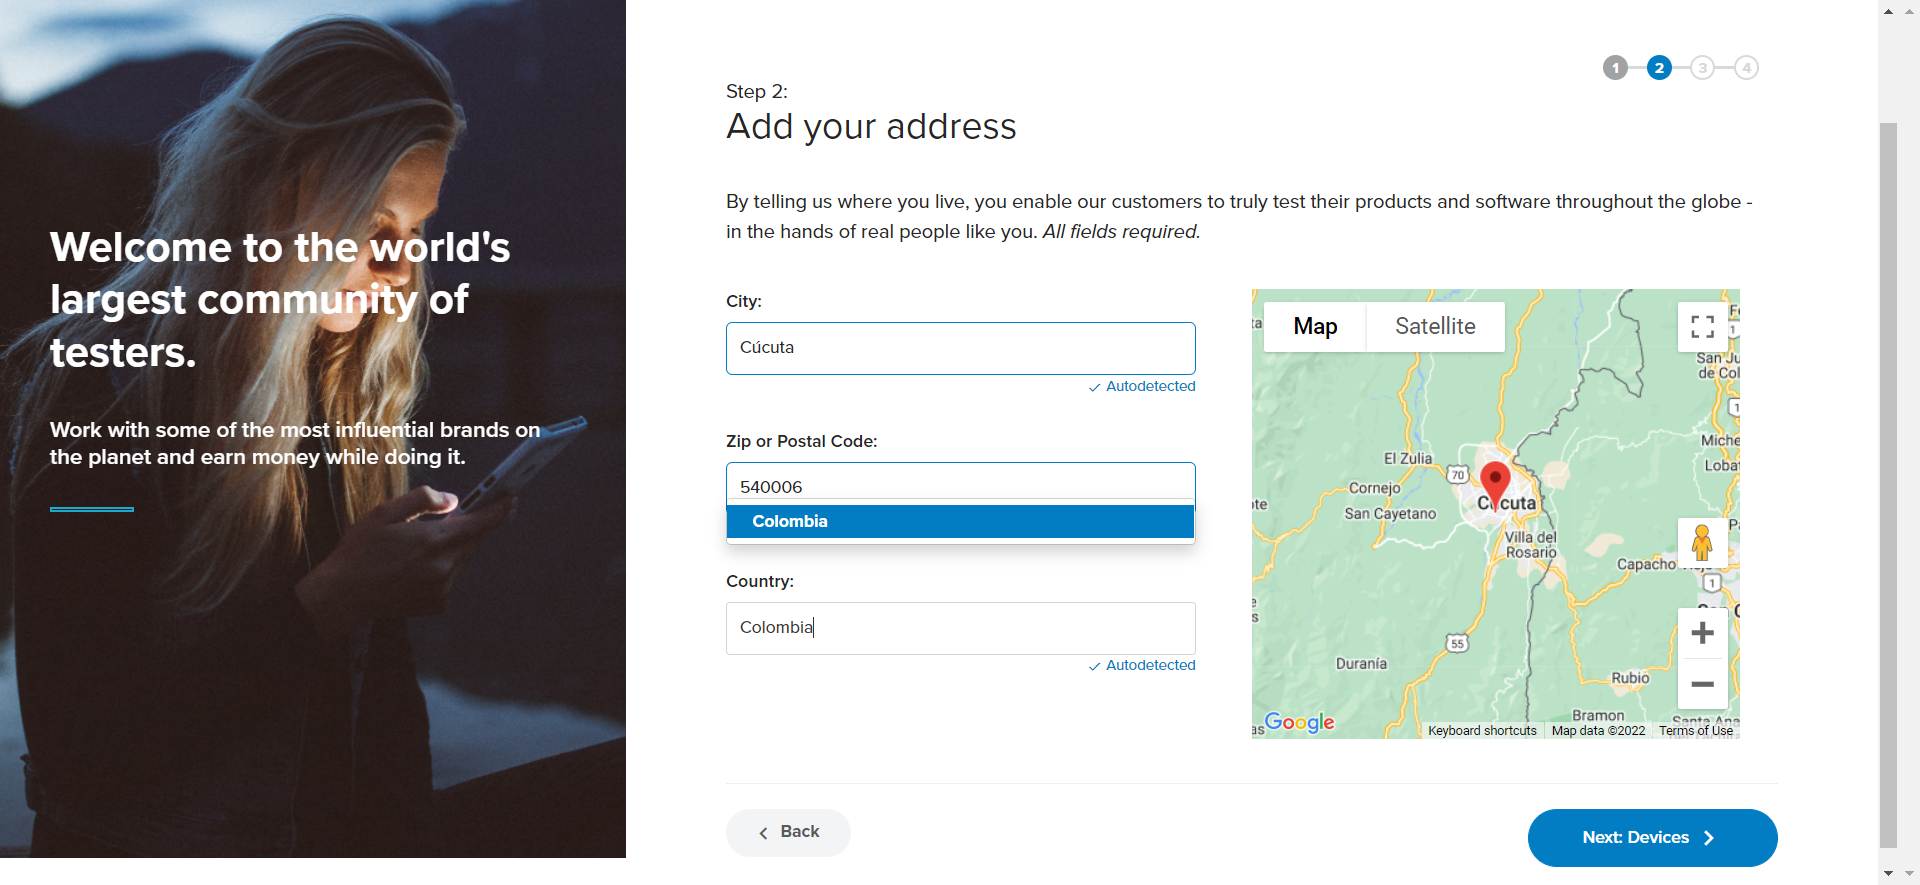 Welcome to the world's
largest community of
testers.
Work with some of the most influential brands on
the planet and earn money while doing it.
1 2 3 4
Step 2:
Add your address
By telling us where you live, you enable our customers to truly test their products and software throughout the globe -
in the hands of real people like you. All fields required.
City:
Cúcuta
Autodetected
Zip or Postal Code:
540006
Colombia
Country:
Colombia
Autodetected
Map Satellite
San Ju
de Col
1
Miche
Lobat
El Zulia
70
Cornejo
Cúcuta
San Cayetano
Villa del
Rosario
Capacho
1
55
Duranía
Rubio
Bramon
Santa Ana
Google
Keyboard shortcuts Map data ©2022 Terms of Use
Back
Next: Devices